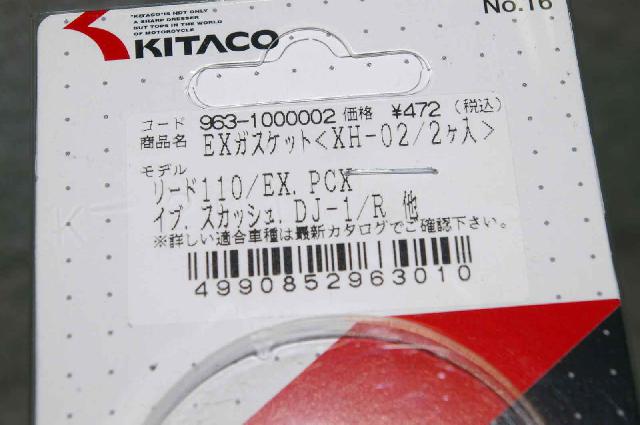 No.16
"KITACO" IS NOT ONLY
A SHARP DRESSER
BUT TOPS IN THE WORLD
OF MOTORCYCLE
KITACO
コード 963-1000002 価格 ¥472 (税込)
商品名 EXガスケット<XH-02/2ヶ入>
モデル
リード110/EX. PCX
イブ. スカッシュ. DJ-1/R 他
※詳しい適合車種は最新カタログでご確認下さい。
4990852963010